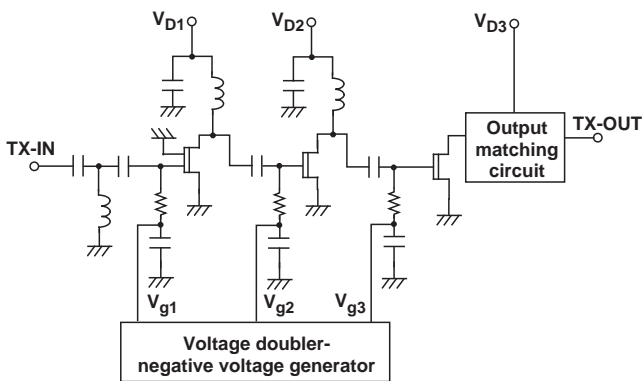 VD1
VD2
VD3
TX-IN
TX-OUT
Output
matching
circuit
Vg1
Vg2
Vg3
Voltage doubler-
negative voltage generator